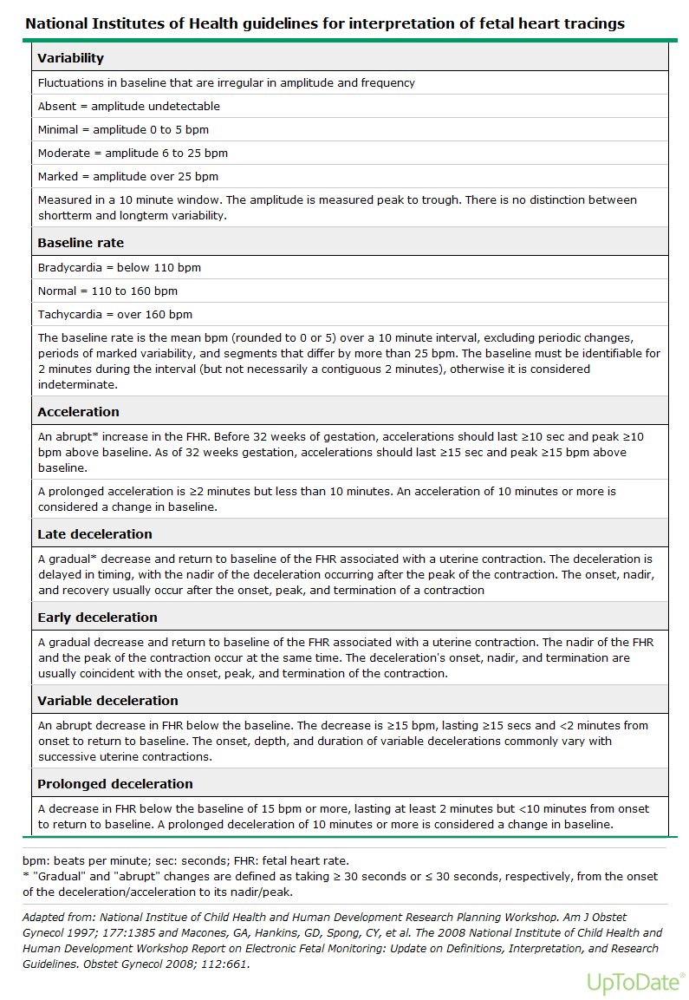 National Institutes of Health guidelines for interpretation of fetal heart tracings
Variability
Fluctuations in baseline that are irregular in amplitude and frequency
Absent = amplitude undetectable
Minimal = amplitude 0 to 5 bpm
Moderate = amplitude 6 to 25 bpm
Marked = amplitude over 25 bpm
Measured in a 10 minute window. The amplitude is measured peak to trough. There is no distinction between
shortterm and longterm variability.
Baseline rate
Bradycardia = below 110 bpm
Normal = 110 to 160 bpm
Tachycardia = over 160 bpm
The baseline rate is the mean bpm (rounded to 0 or 5) over a 10 minute interval, excluding periodic changes,
periods of marked variability, and segments that differ by more than 25 bpm. The baseline must be identifiable for
2 minutes during the interval (but not necessarily a contiguous 2 minutes), otherwise it is considered
indeterminate.
Acceleration
An abrupt* increase in the FHR. Before 32 weeks of gestation, accelerations should last ≥10 sec and peak ≥10
bpm above baseline. As of 32 weeks gestation, accelerations should last ≥15 sec and peak ≥15 bpm above
baseline.
A prolonged acceleration is ≥2 minutes but less than 10 minutes. An acceleration of 10 minutes or more is
considered a change in baseline.
Late deceleration
A gradual* decrease and return to baseline of the FHR associated with a uterine contraction. The deceleration is
delayed in timing, with the nadir of the deceleration occurring after the peak of the contraction. The onset, nadir,
and recovery usually occur after the onset, peak, and termination of a contraction
Early deceleration
A gradual decrease and return to baseline of the FHR associated with a uterine contraction. The nadir of the FHR
and the peak of the contraction occur at the same time. The deceleration's onset, nadir, and termination are
usually coincident with the onset, peak, and termination of the contraction.
Variable deceleration
An abrupt decrease in FHR below the baseline. The decrease is ≥15 bpm, lasting ≥15 secs and <2 minutes from
onset to return to baseline. The onset, depth, and duration of variable decelerations commonly vary with
successive uterine contractions.
Prolonged deceleration
A decrease in FHR below the baseline of 15 bpm or more, lasting at least 2 minutes but <10 minutes from onset
to return to baseline. A prolonged deceleration of 10 minutes or more is considered a change in baseline.
bpm: beats per minute; sec: seconds; FHR: fetal heart rate.
* "Gradual" and "abrupt" changes are defined as taking ≥ 30 seconds or ≤ 30 seconds, respectively, from the onset
of the deceleration/acceleration to its nadir/peak.
Adapted from: National Institue of Child Health and Human Development Research Planning Workshop. Am J Obstet
Gynecol 1997; 177:1385 and Macones, GA, Hankins, GD, Spong, CY, et al. The 2008 National Institute of Child Health and
Human Development Workshop Report on Electronic Fetal Monitoring: Update on Definitions, Interpretation, and Research
Guidelines. Obstet Gynecol 2008; 112:661.
UpToDate®